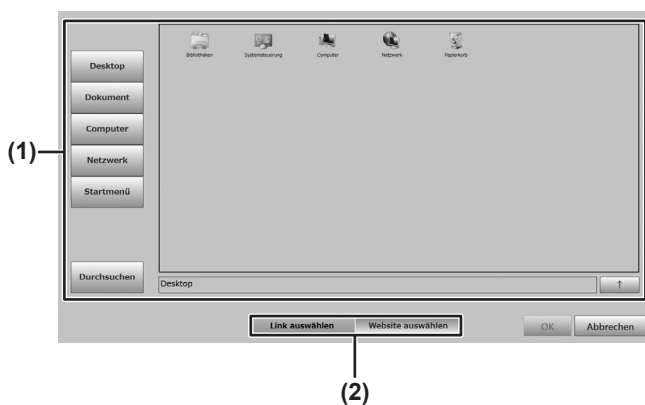 Bibliotheken Systemsteuerung Computer Netzwerk Papierkorb
Desktop
Dokument
Computer
(1)
Netzwerk
Startmenü
Durchsuchen
Desktop
↑
Link auswählen Website auswählen
OK Abbrechen
(2)